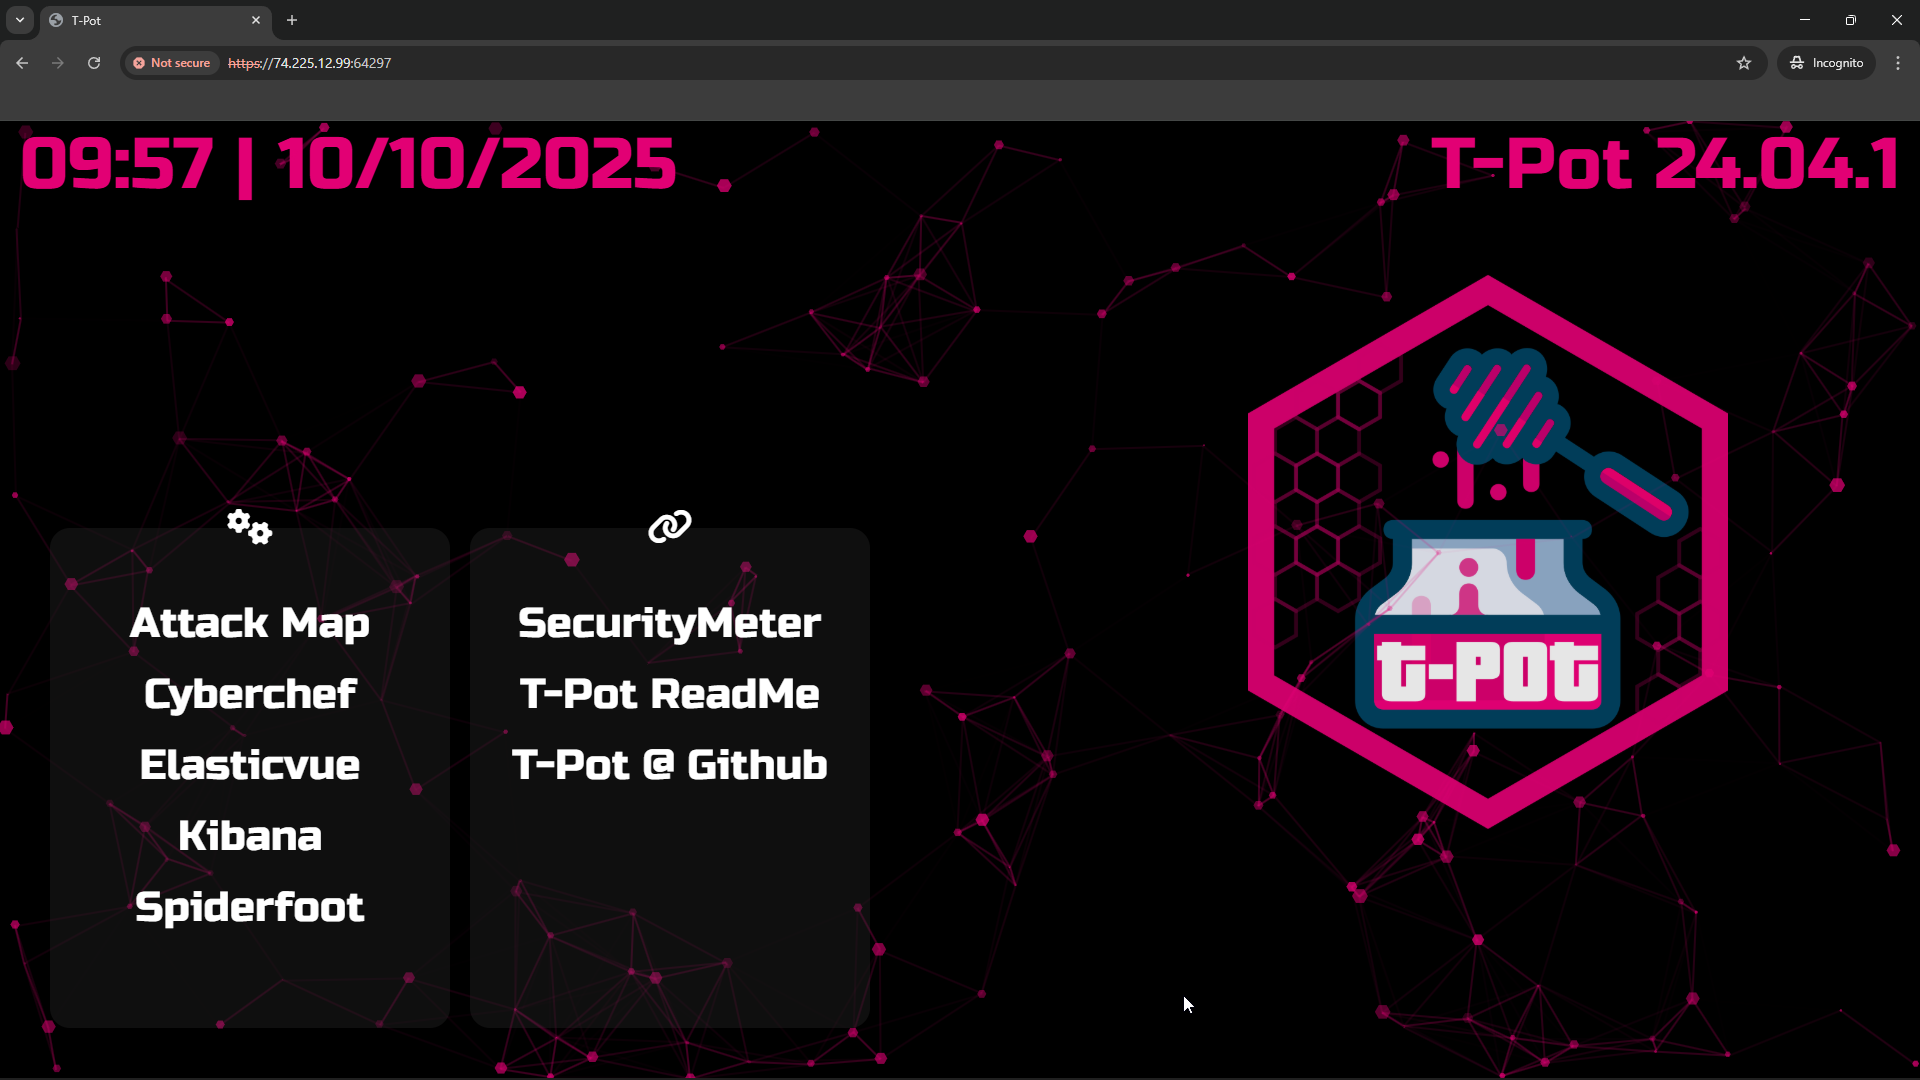 T-Pot
Not secure
https://74.225.12.99:64297
Incognito
09:57 | 10/10/2025
T-Pot 24.04.1
Attack Map
Cyberchef
Elasticvue
Kibana
Spiderfoot
SecurityMeter
T-Pot ReadMe
T-Pot @ Github
t-pot